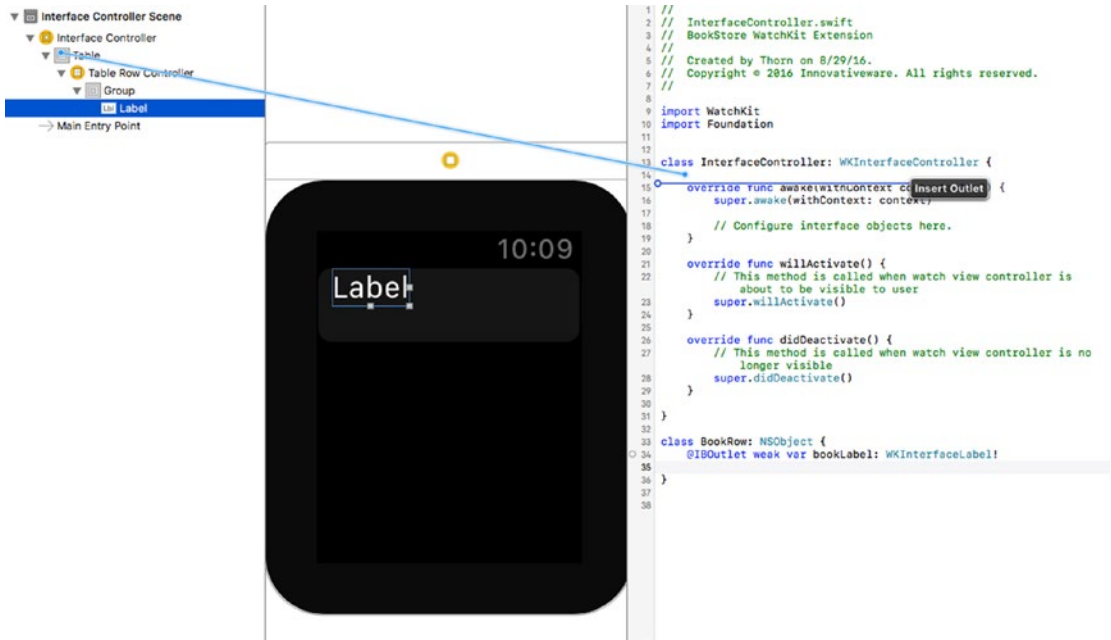 Interface Controller Scene
Interface Controller
Table
Table Row Controller
Group
Label
Main Entry Point
10:09
Label
1 //
2 //  InterfaceController.swift
3 //  BookStore WatchKit Extension
4 //
5 //  Created by Thorn on 8/29/16.
6 //  Copyright © 2016 Innovativeware. All rights reserved.
7 //
8
9 import WatchKit
10 import Foundation
11
12
13 class InterfaceController: WKInterfaceController {
14
15 override func awake(withContext co Insert Outlet ) {
16 super.awake(withContext: context)
17
18 // Configure interface objects here.
19 }
20
21 override func willActivate() {
22 // This method is called when watch view controller is
about to be visible to user
23 super.willActivate()
24 }
25
26 override func didDeactivate() {
27 // This method is called when watch view controller is no
longer visible
28 super.didDeactivate()
29 }
30
31 }
32
33 class BookRow: NSObject {
34 @IBOutlet weak var bookLabel: WKInterfaceLabel!
35
36 }
37
38